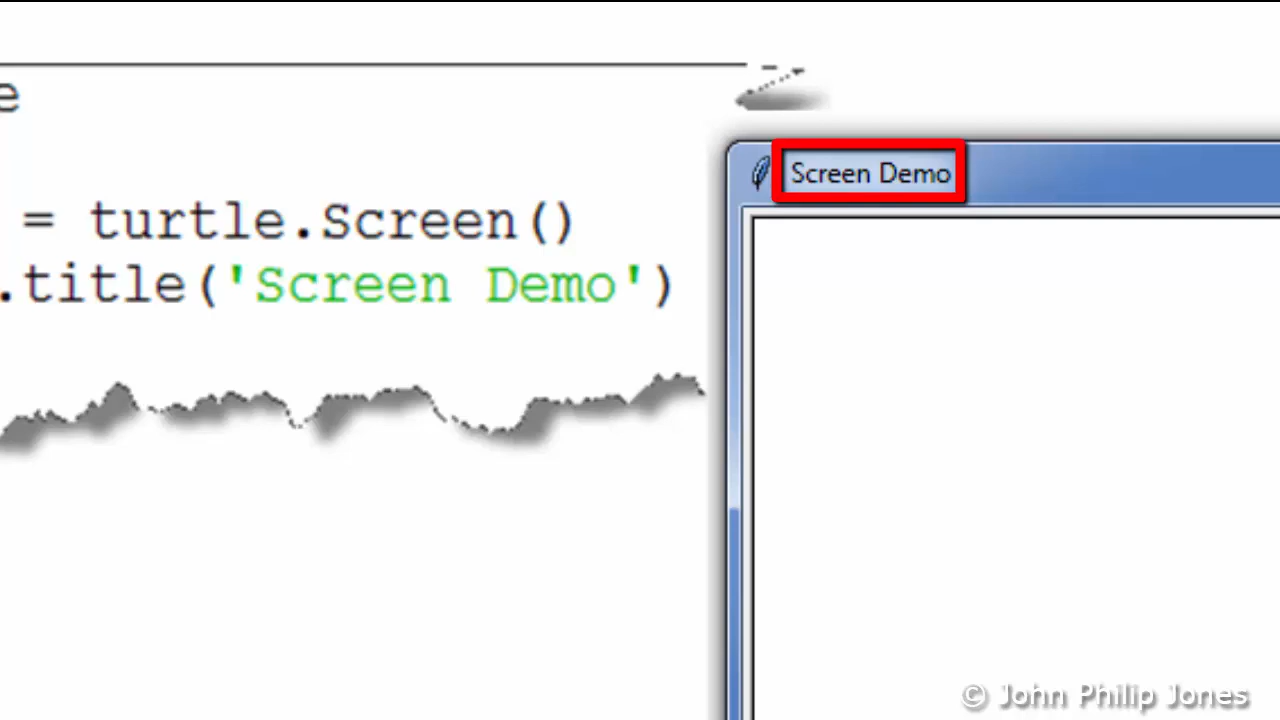 e
= turtle.Screen()
.title('Screen Demo')
Screen Demo
© John Philip Jones